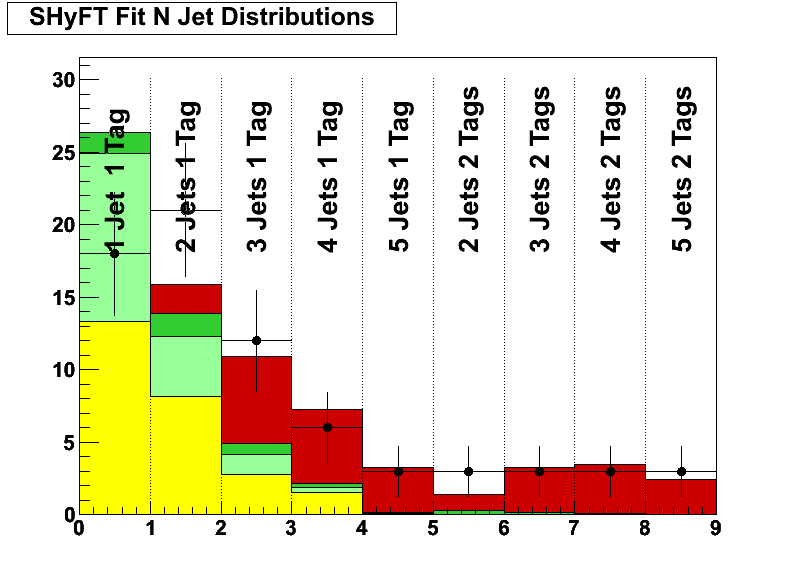 SHyFT Fit N Jet Distributions
30
25
20
15
10
5
0
1 Jet 1 Tag
2 Jets 1 Tag
3 Jets 1 Tag
4 Jets 1 Tag
5 Jets 1 Tag
2 Jets 2 Tags
3 Jets 2 Tags
4 Jets 2 Tags
5 Jets 2 Tags
0 1 2 3 4 5 6 7 8 9